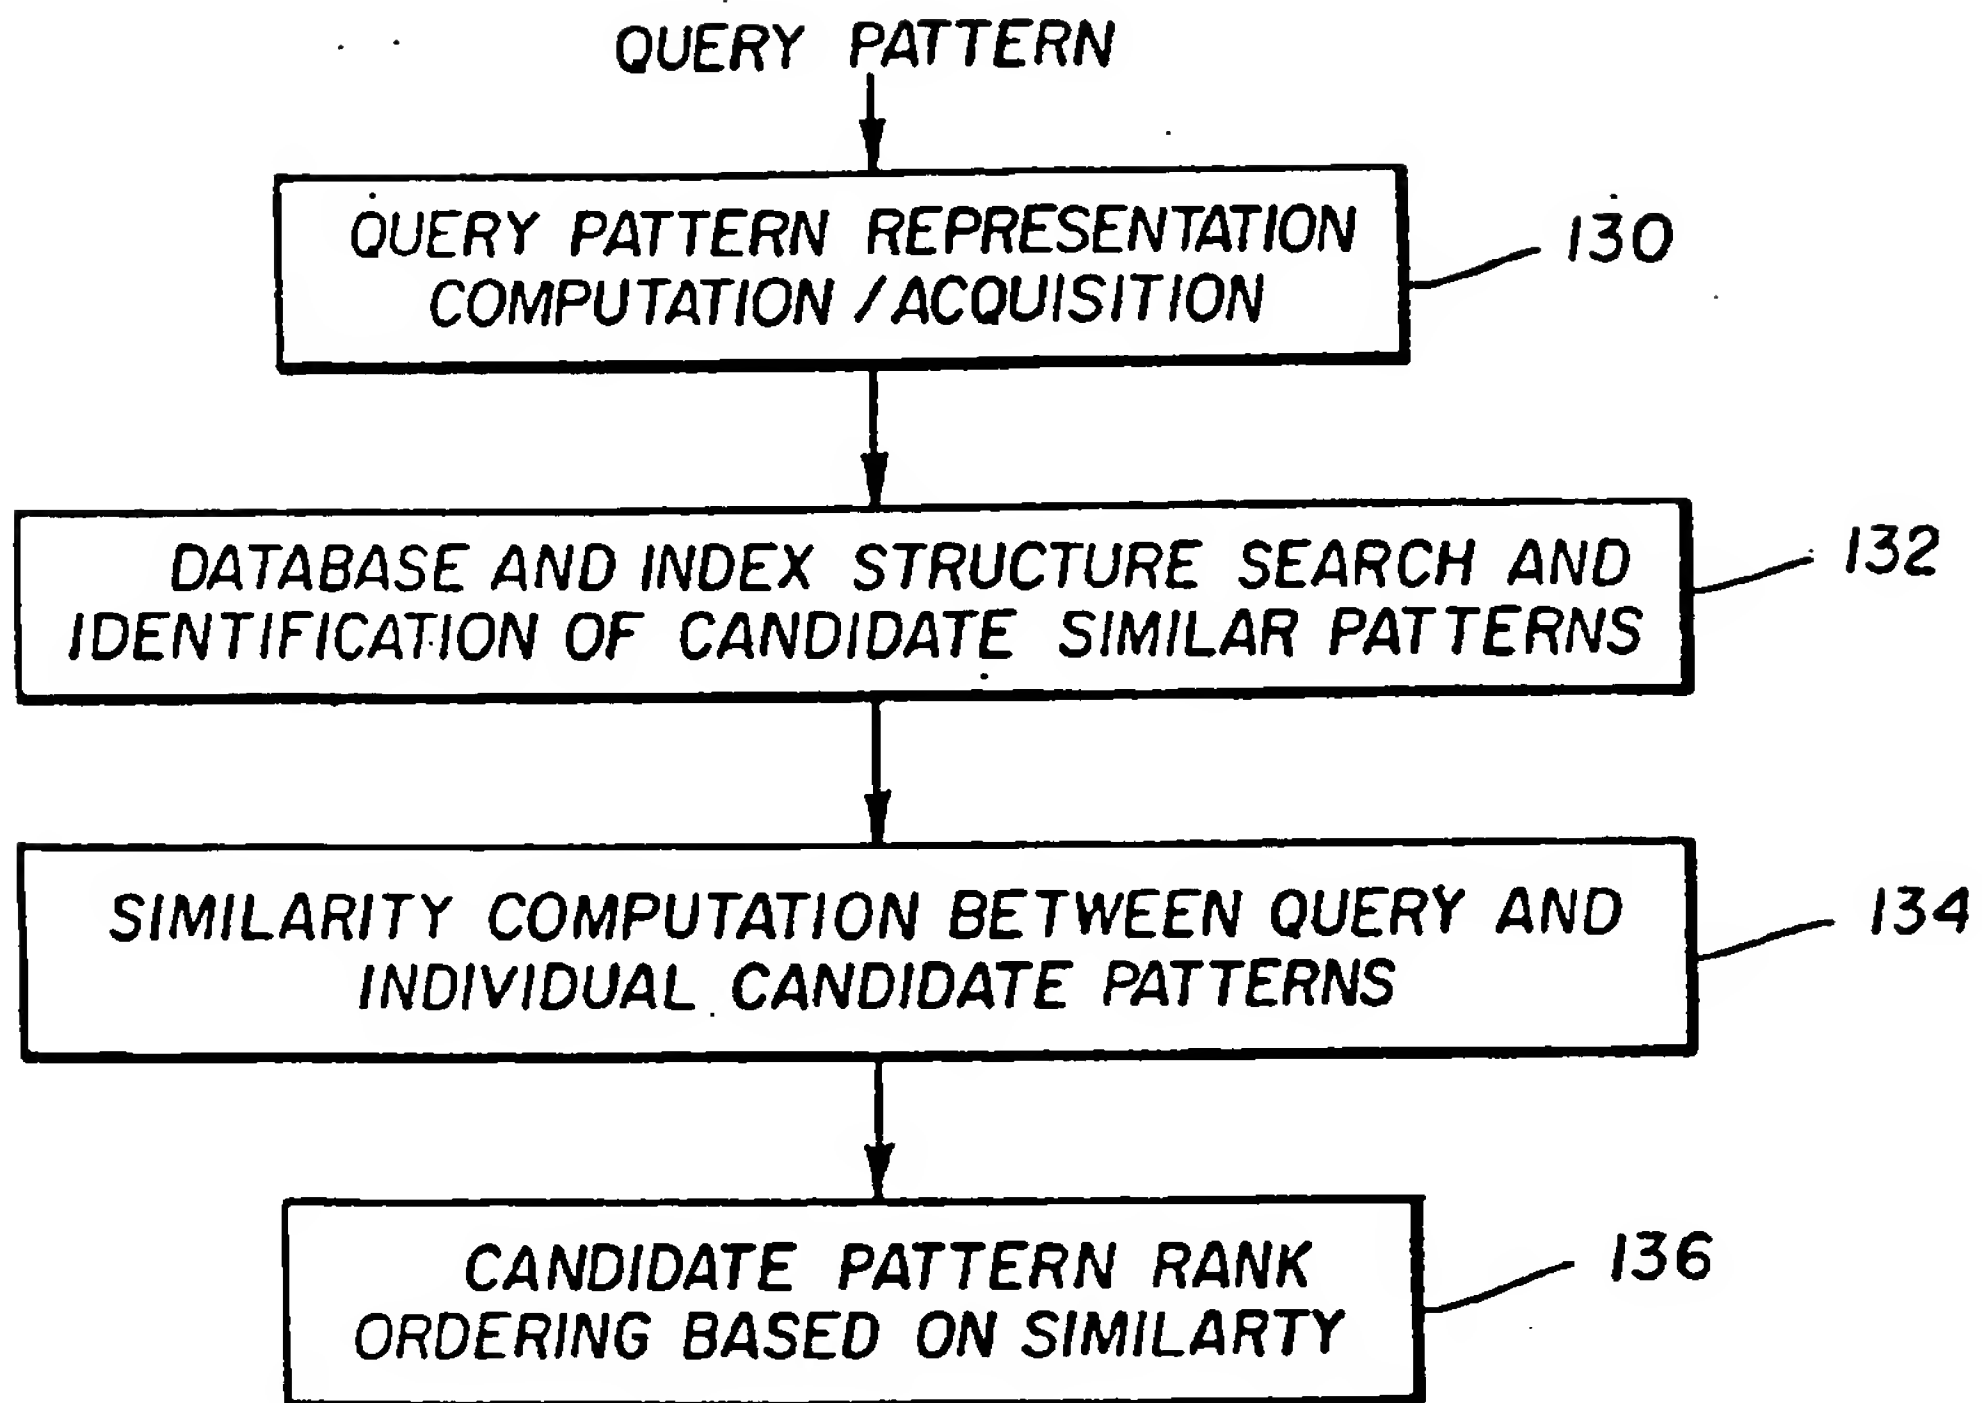 QUERY PATTERN
QUERY PATTERN REPRESENTATION
COMPUTATION / ACQUISITION
130
DATABASE AND INDEX STRUCTURE SEARCH AND
IDENTIFICATION OF CANDIDATE SIMILAR PATTERNS
132
SIMILARITY COMPUTATION BETWEEN QUERY AND
INDIVIDUAL CANDIDATE PATTERNS
134
CANDIDATE PATTERN RANK
ORDERING BASED ON SIMILARTY
136